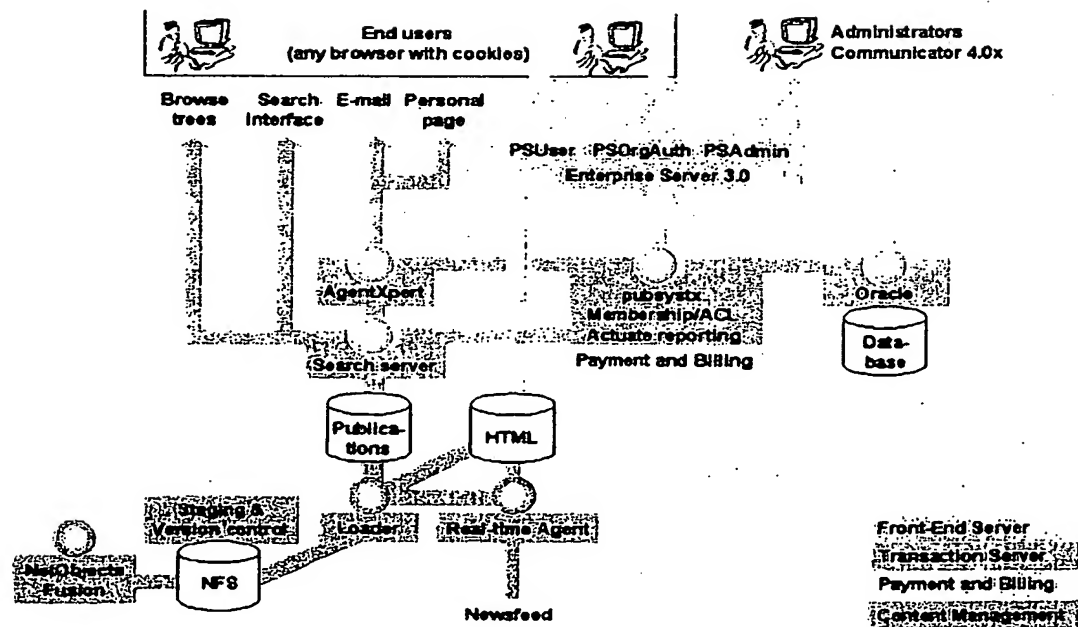 End users
(any browser with cookies)
Administrators
Communicator 4.0x
Browse
trees
Search
Interface
E-mail
Personal
page
PSUser PSOrgAuth PSAdmin
Enterprise Server 3.0
AgentXpert
pubsystx
Membership/ACL
Actuate reporting
Payment and Billing
Oracle
Data-
base
Search server
Publica-
tions
HTML
Staging &
Version control
Loader
Real-time Agent
NetObjects
Fusion
NFS
Newsfeed
Front-End Server
Transaction Server
Payment and Billing
Content Management